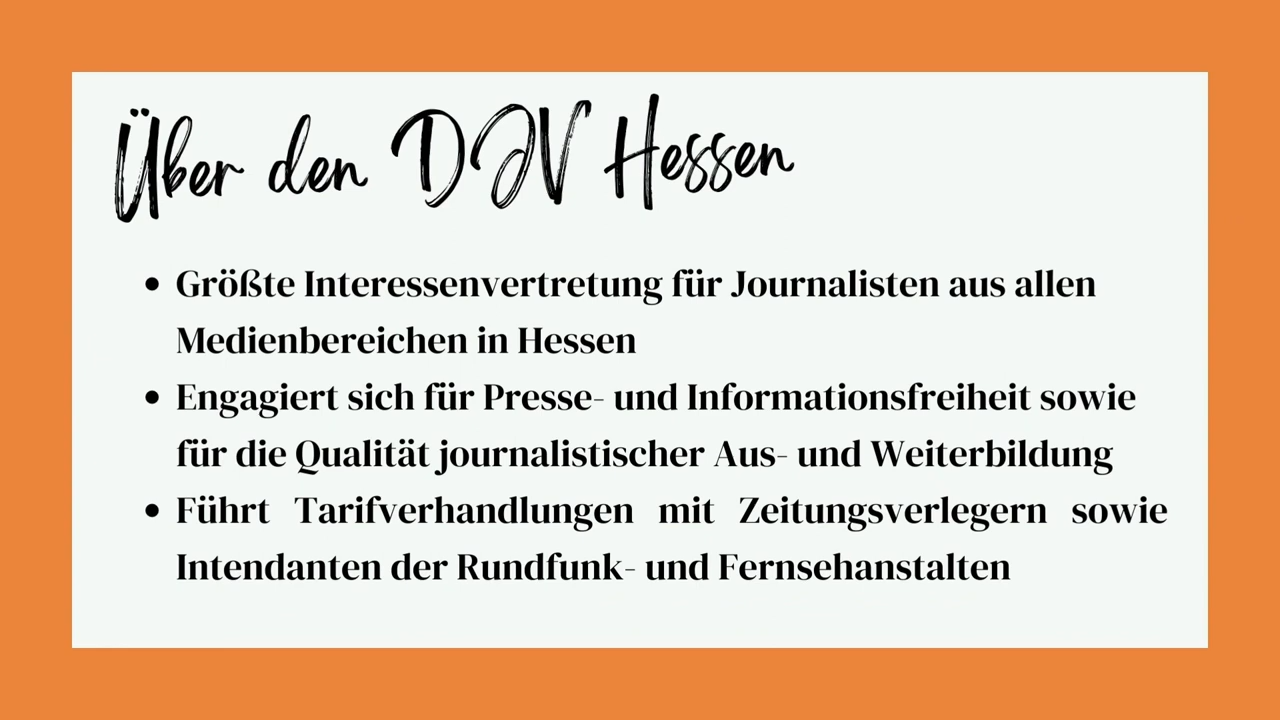 Über den DJV Hessen
• Größte Interessenvertretung für Journalisten aus allen
Medienbereichen in Hessen
• Engagiert sich für Presse- und Informationsfreiheit sowie
für die Qualität journalistischer Aus- und Weiterbildung
• Führt Tarifverhandlungen mit Zeitungsverlegern sowie
Intendanten der Rundfunk- und Fernsehanstalten